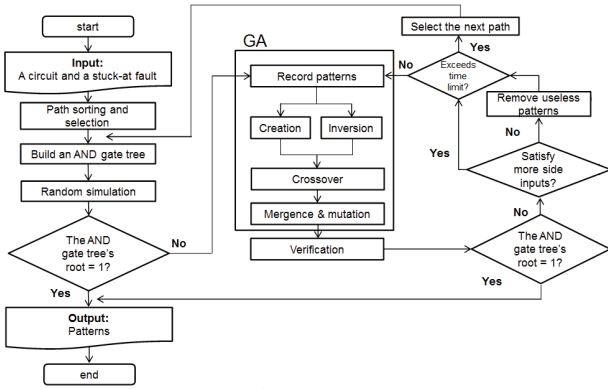 start
Input:
A circuit and a stuck-at fault
Path sorting and
selection
Build an AND gate tree
Random simulation
The AND
gate tree's
root = 1?
No
Yes
Output:
Patterns
end
GA
Record patterns
Creation
Inversion
Crossover
Mergence & mutation
Verification
Select the next path
Yes
No
Exceeds
time
limit?
Remove useless
patterns
No
Yes
Satisfy
more side
inputs?
No
The AND
gate tree's
root = 1?
Yes